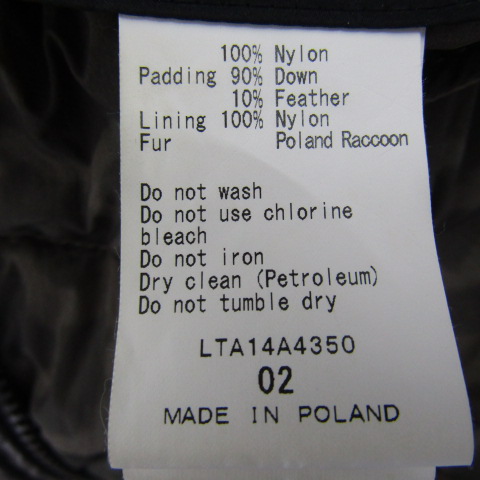 100% Nylon
Padding 90% Down
10% Feather
Lining 100% Nylon
Fur Poland Raccoon
Do not wash
Do not use chlorine
bleach
Do not iron
Dry clean (Petroleum)
Do not tumble dry
LTA14A4350
02
MADE IN POLAND